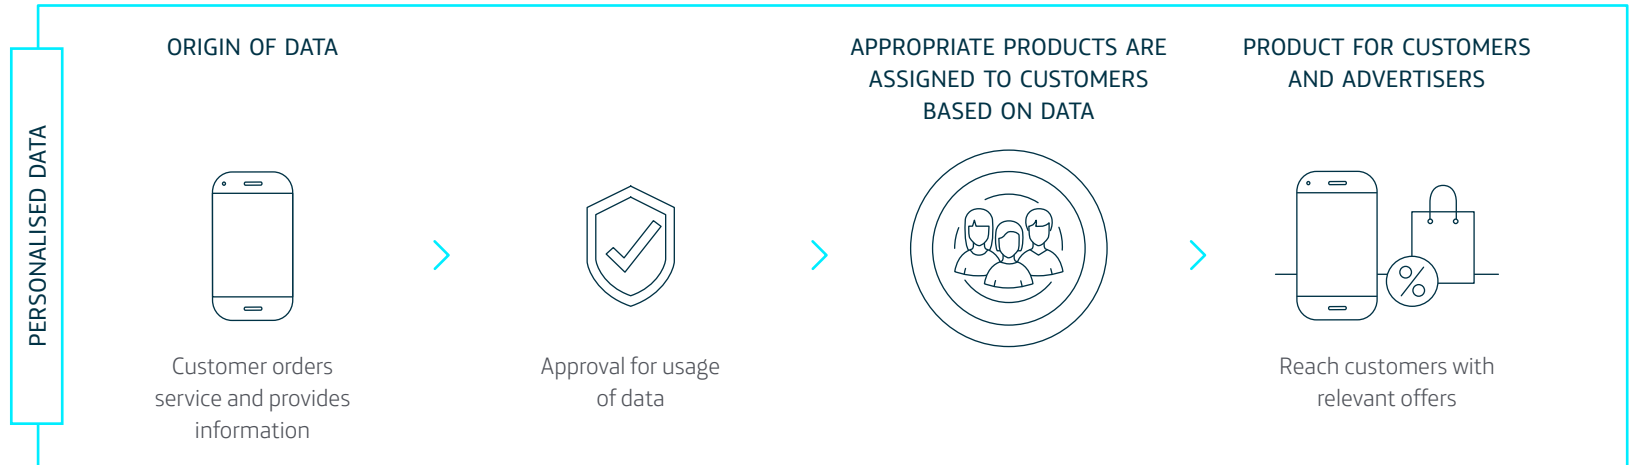 PERSONALISED DATA
ORIGIN OF DATA
Customer orders
service and provides
information
Approval for usage
of data
APPROPRIATE PRODUCTS ARE
ASSIGNED TO CUSTOMERS
BASED ON DATA
PRODUCT FOR CUSTOMERS
AND ADVERTISERS
%
Reach customers with
relevant offers